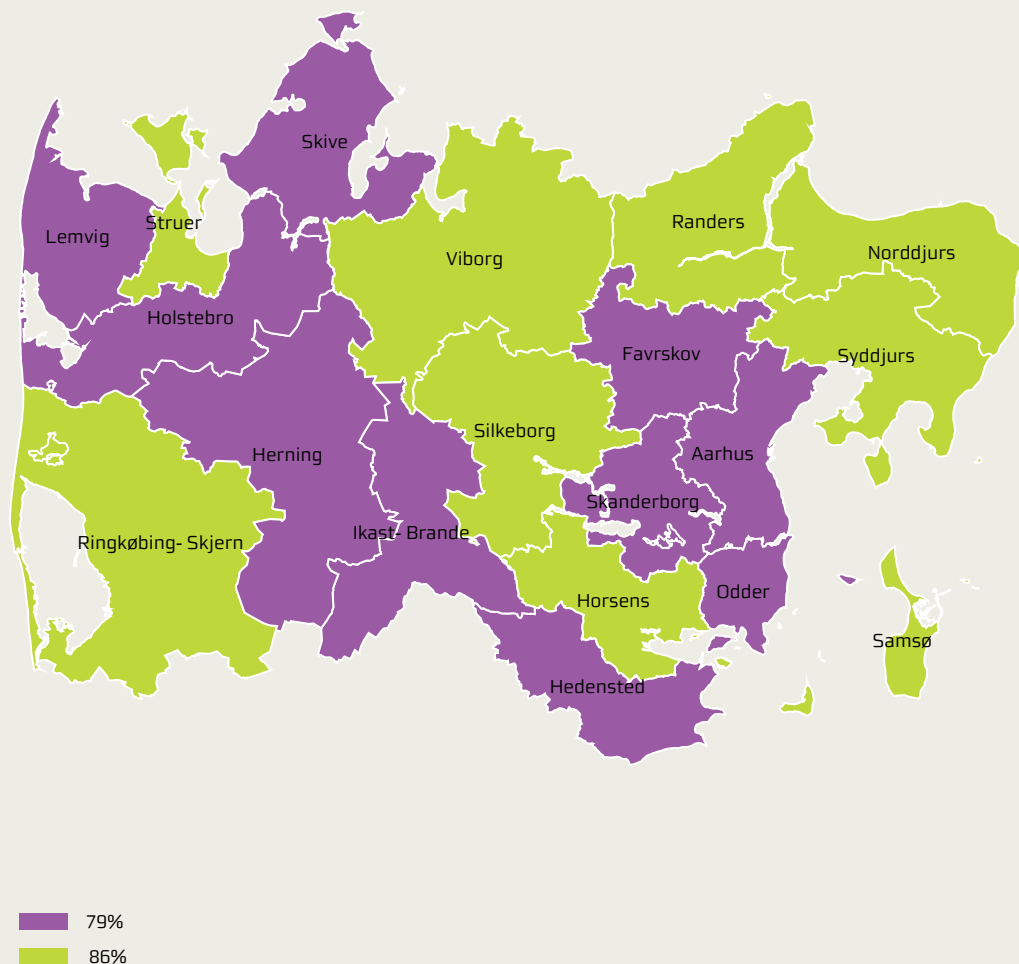 Skive
Struer
Randers
Lemvig
Norddjurs
Viborg
Holstebro
Favrskov
Syddjurs
Silkeborg
Herning
Aarhus
Skanderborg
Ikast- Brande
Ringkøbing- Skjern
Odder
Horsens
Samsø
Hedensted
79%
86%